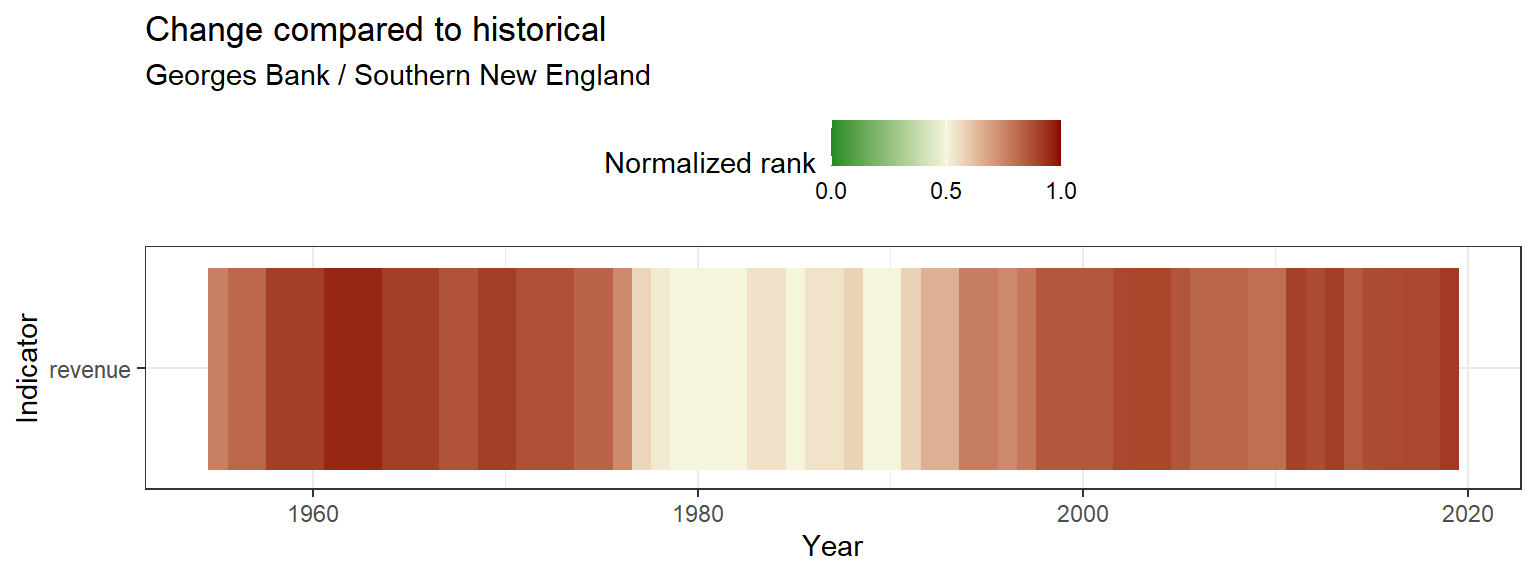 Change compared to historical
Georges Bank / Southern New England
Normalized rank
0.0 0.5 1.0
Indicator
revenue
1960 1980 2000 2020
Year